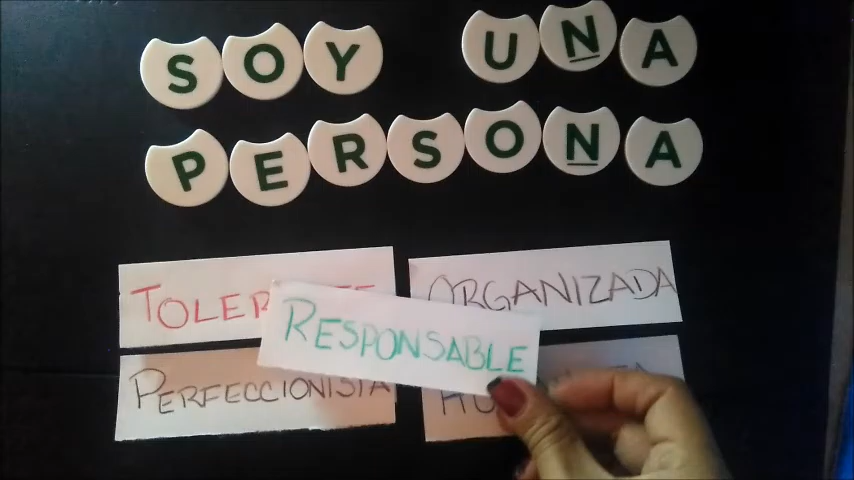 SOY UNA
PERSONA
ORGANIZADA
RESPONSABLE
PERFECCIONISTA